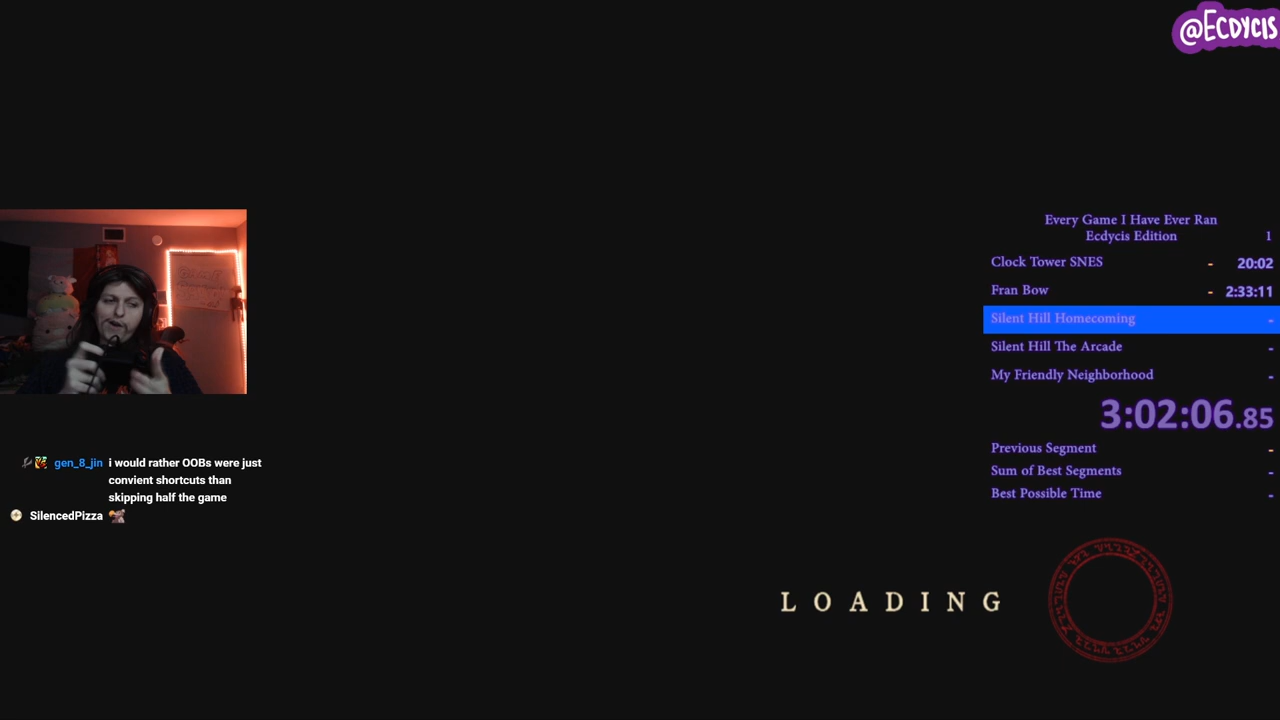 @ECDYCIS
Every Game I Have Ever Ran
Ecdycis Edition 1
Clock Tower SNES - 20:02
Fran Bow - 2:33:11
Silent Hill Homecoming -
Silent Hill The Arcade -
My Friendly Neighborhood -
3:02:06.85
Previous Segment -
Sum of Best Segments -
Best Possible Time -
gen_8_jin i would rather OOBs were just
convient shortcuts than
skipping half the game
SilencedPizza
LOADING